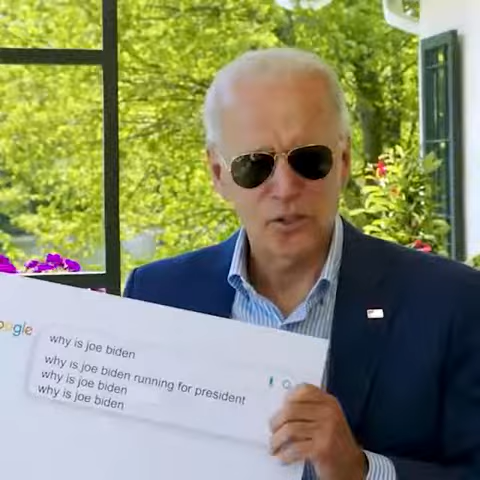 oogle
why is joe biden
why is joe biden running for president
why is joe biden
why is joe biden